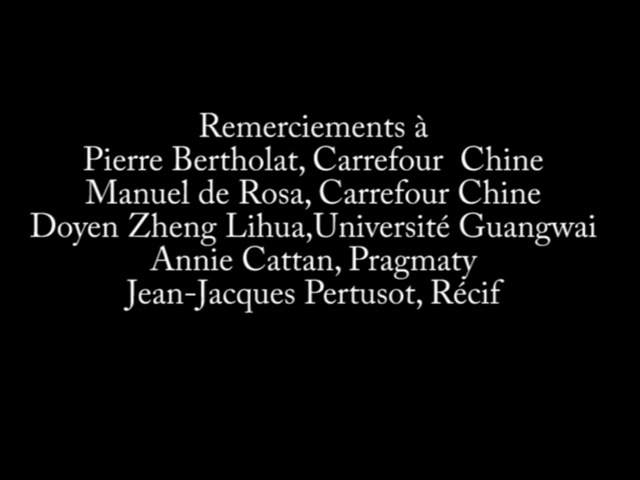 Remerciements à
Pierre Bertholat, Carrefour  Chine
Manuel de Rosa, Carrefour Chine
Doyen Zheng Lihua,Université Guangwai
Annie Cattan, Pragmaty
Jean-Jacques Pertusot, Récif